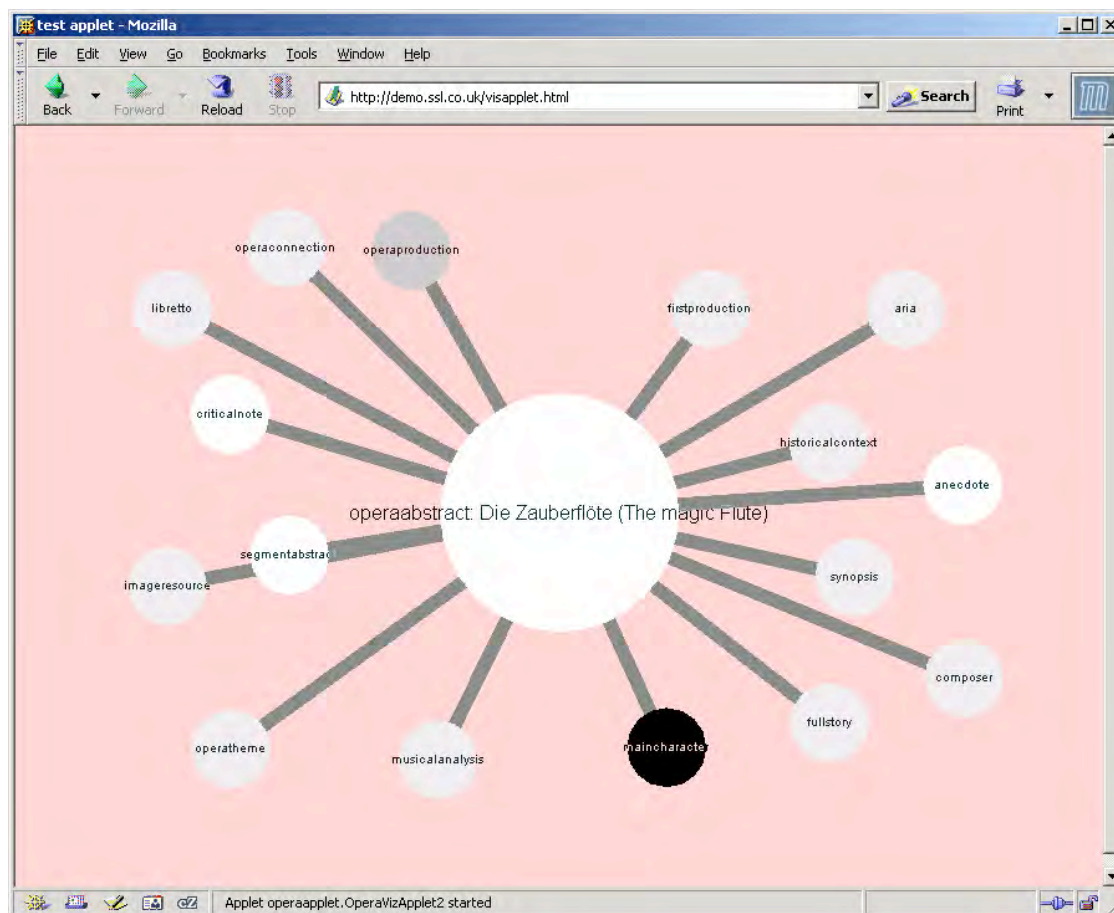 test applet - Mozilla
File Edit View Go Bookmarks Tools Window Help
Back Forward Reload Stop http://demo.ssl.co.uk/visapplet.html Search Print
operaconnection
operaproduction
libretto
firstproduction
aria
criticalnote
historicalcontext
anecdote
operaabstract: Die Zauberflöte (The magic Flute)
segmentabstract
imageresource
synopsis
composer
fullstory
operatheme
musicalanalysis
maincharacter
Applet operaapplet.OperaVizApplet2 started